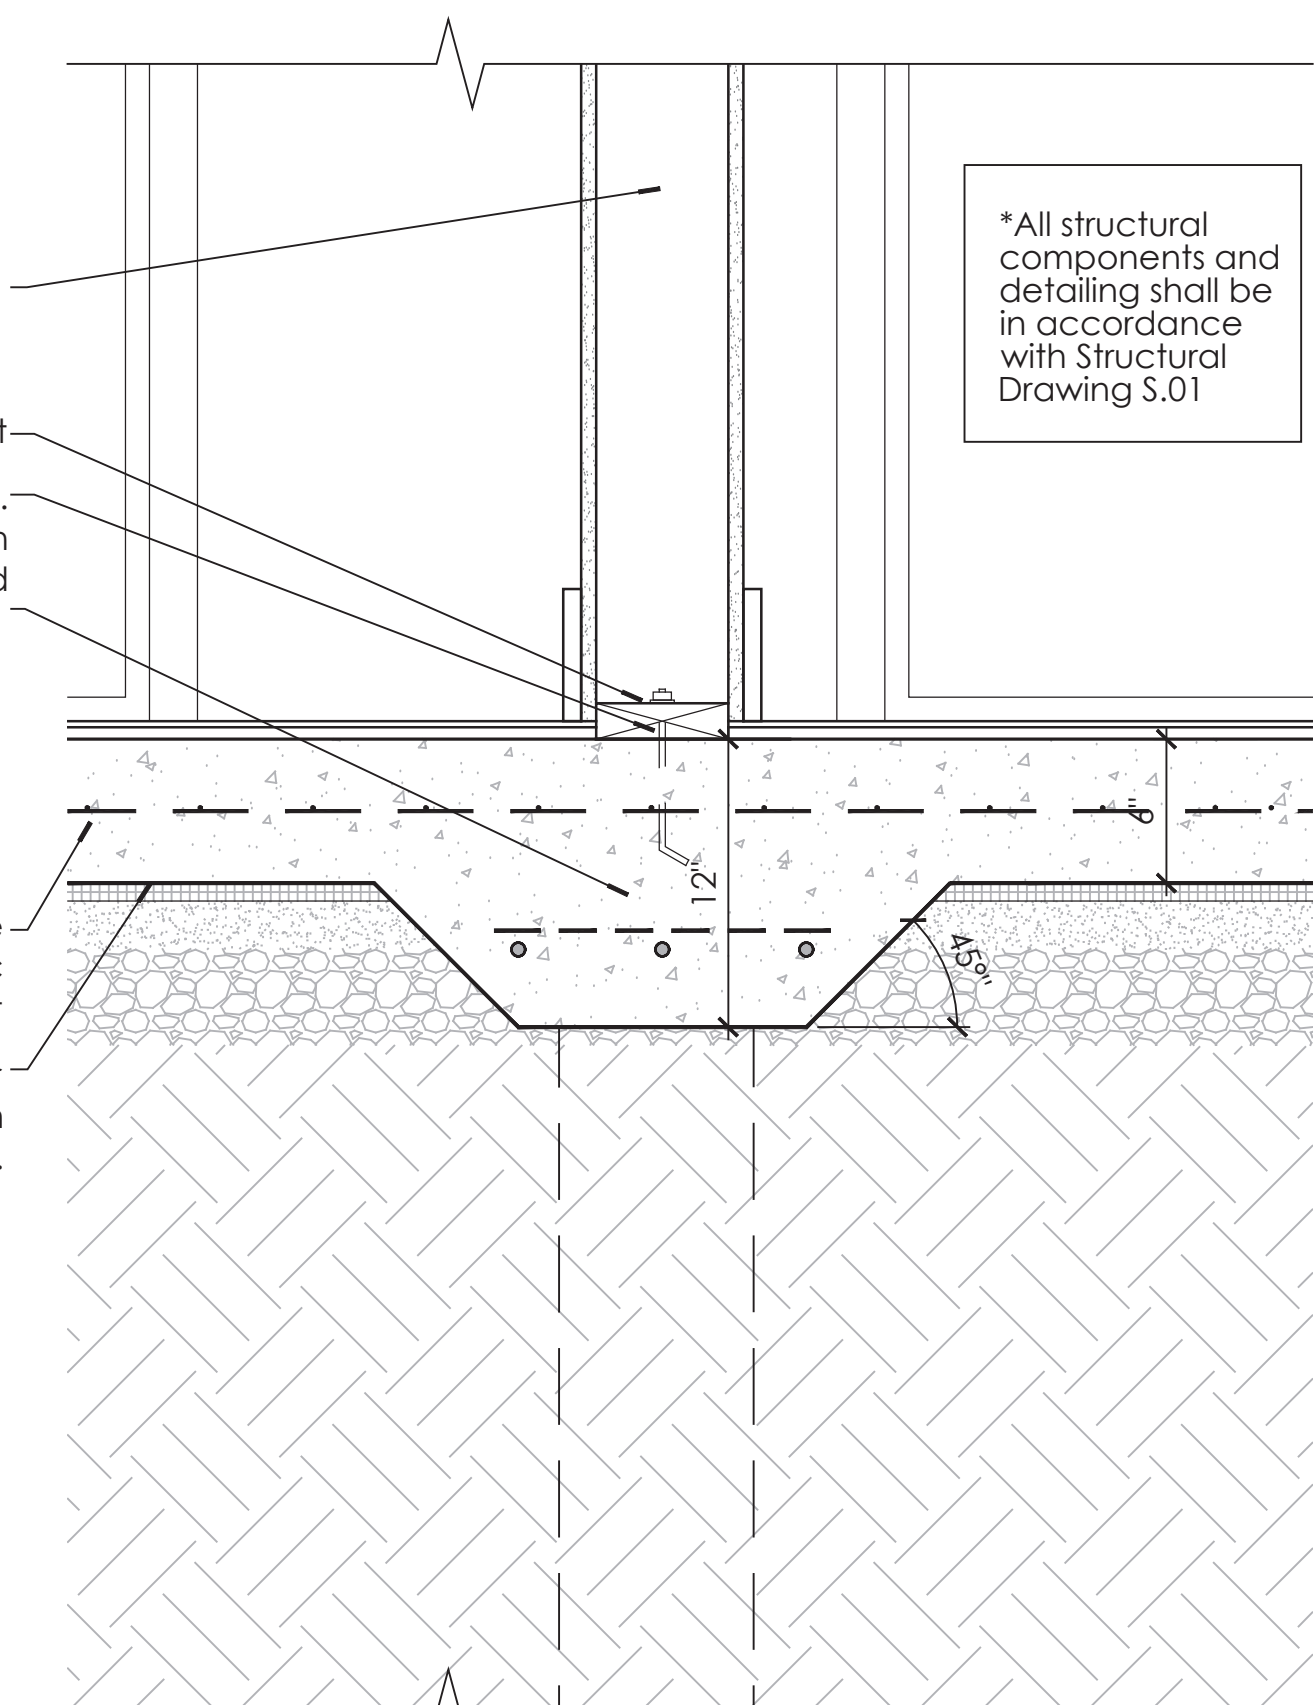 *All structural
components and
detailing shall be
in accordance
with Structural
Drawing S.01
t
.
n
d
6"
12"
e
45°"
n
.